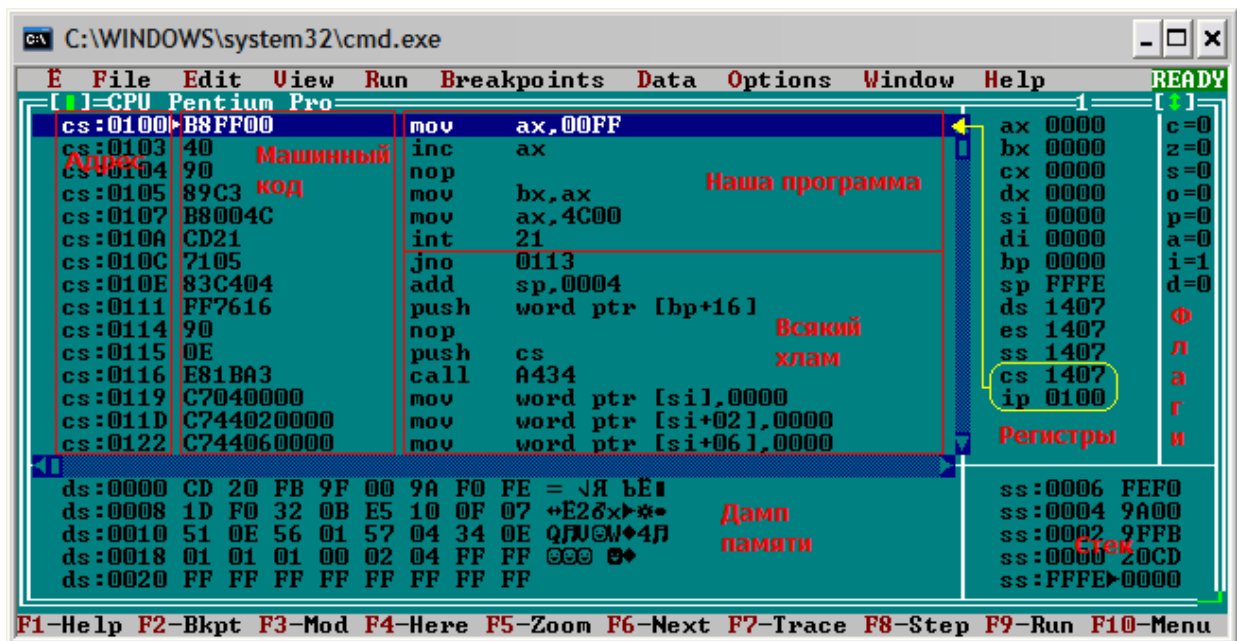 C:\WINDOWS\system32\cmd.exe
Ё File Edit View Run Breakpoints Data Options Window Help READY
[▮]=CPU Pentium Pro 1 [↕]
cs:0100►B8FF00 mov ax,00FF ax 0000 c=0
cs:0103 40 inc ax bx 0000 z=0
Адрес Машинный код
cs:0104 90 nop cx 0000 s=0
Наша программа
cs:0105 89C3 mov bx,ax dx 0000 o=0
cs:0107 B8004C mov ax,4C00 si 0000 p=0
cs:010A CD21 int 21 di 0000 a=0
cs:010C 7105 jno 0113 bp 0000 i=1
cs:010E 83C404 add sp,0004 sp FFFE d=0
cs:0111 FF7616 push word ptr [bp+16] ds 1407
Флаги
cs:0114 90 nop es 1407
Всякий хлам
cs:0115 0E push cs ss 1407
cs:0116 E81BA3 call A434 cs 1407
cs:0119 C7040000 mov word ptr [si],0000 ip 0100
cs:011D C744020000 mov word ptr [si+02],0000
Регистры
cs:0122 C744060000 mov word ptr [si+06],0000
ds:0000 CD 20 FB 9F 00 9A F0 FE = √Я ЪЁ■ ss:0006 FEF0
ds:0008 1D F0 32 0B E5 10 0F 07 ↔Ё2♂х►☼• ss:0004 9A00
Дамп памяти
ds:0010 51 0E 56 01 57 04 34 0E Q♫V☺W♦4♫ ss:0002 9FFB
Стек
ds:0018 01 01 01 00 02 04 FF FF ☺☺☺ ☻♦ ss:0000 20CD
ds:0020 FF FF FF FF FF FF FF FF ss:FFFE►0000
F1-Help F2-Bkpt F3-Mod F4-Here F5-Zoom F6-Next F7-Trace F8-Step F9-Run F10-Menu